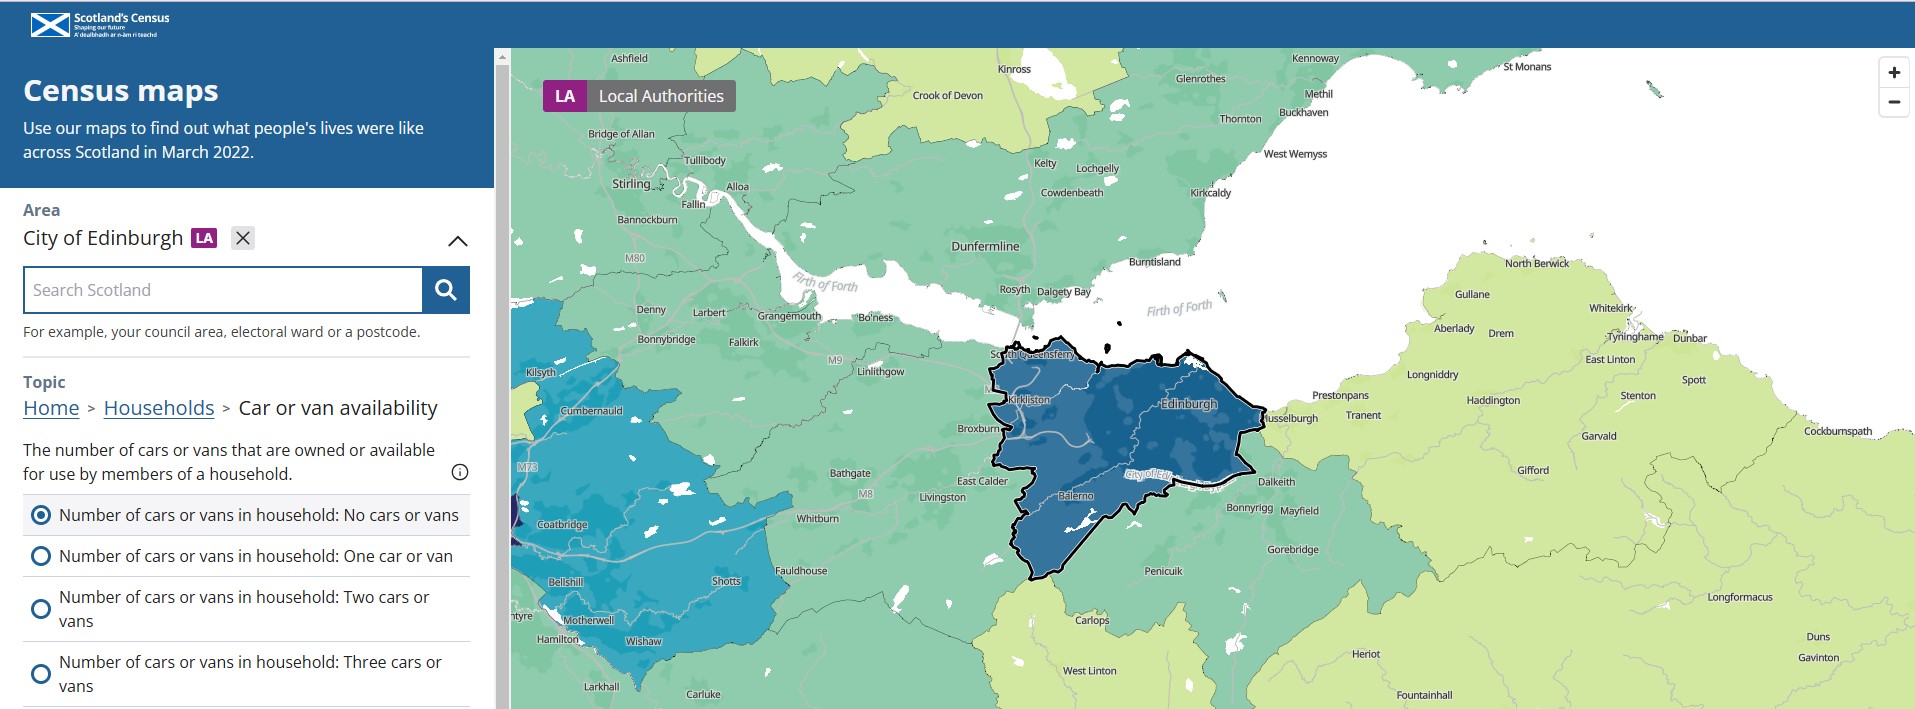 Scotland's Census
Shaping our future
A' dealbhadh ar n-àm ri teachd
Census maps
Use our maps to find out what people's lives were like
across Scotland in March 2022.
Area
City of Edinburgh LA
Search Scotland
For example, your council area, electoral ward or a postcode.
Topic
Home > Households > Car or van availability
The number of cars or vans that are owned or available
for use by members of a household.
Number of cars or vans in household: No cars or vans
Number of cars or vans in household: One car or van
Number of cars or vans in household: Two cars or
vans
Number of cars or vans in household: Three cars or
vans
LA Local Authorities
Ashfield
Kinross
Kennoway
St Monans
Glenrothes
Crook of Devon
Methil
Buckhaven
Thornton
Bridge of Allan
West Wemyss
Tullibody
Kelty
Lochgelly
Stirling
Alloa
Cowdenbeath
Kirkcaldy
Fallin
Bannockburn
Dunfermline
M80
Burntisland
North Berwick
Firth of Forth
Rosyth
Dalgety Bay
Gullane
Firth of Forth
Denny
Larbert
Grangemouth
Bo'ness
Whitekirk
Aberlady
Drem
Bonnybridge
Falkirk
Tyninghame
Dunbar
South Queensferry
M9
East Linton
Kilsyth
Linlithgow
Longniddry
Spott
Kirkliston
Edinburgh
Prestonpans
Haddington
Stenton
Cumbernauld
usselburgh
Tranent
Broxburn
Garvald
Cockburnspath
M73
Bathgate
East Calder
City of Edi
Gifford
Dalkeith
M8
Livingston
Balerno
Bonnyrigg
Mayfield
Coatbridge
Whitburn
Gorebridge
Bellshill
Shotts
Fauldhouse
Penicuik
Longformacus
ntyre
Motherwell
Carlops
Hamilton
Wishaw
Duns
Heriot
Gavinton
West Linton
Larkhall
Carluke
Fountainhall
+
−